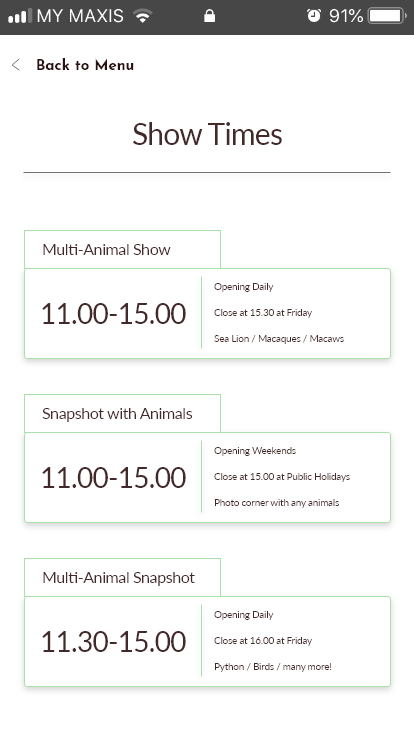 MY MAXIS 91%
Back to Menu
Show Times
Multi-Animal Show
11.00-15.00
Opening Daily
Close at 15.30 at Friday
Sea Lion / Macaques / Macaws
Snapshot with Animals
11.00-15.00
Opening Weekends
Close at 15.00 at Public Holidays
Photo corner with any animals
Multi-Animal Snapshot
11.30-15.00
Opening Daily
Close at 16.00 at Friday
Python / Birds / many more!